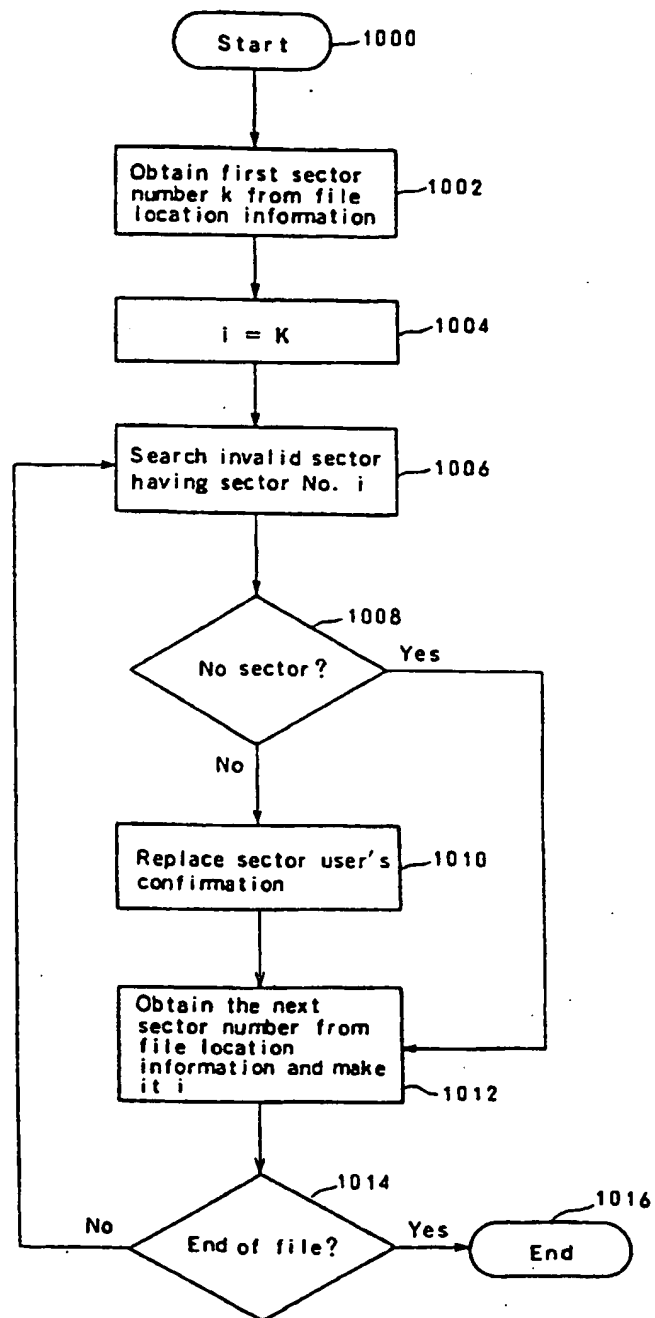 Start
1000
Obtain first sector
number k from file
location information
1002
i = K
1004
Search invalid sector
having sector No. i
1006
1008
No sector?
Yes
No
Replace sector user's
confirmation
1010
Obtain the next
sector number from
file location
information and make
it i
1012
1014
End of file?
No
Yes
1016
End